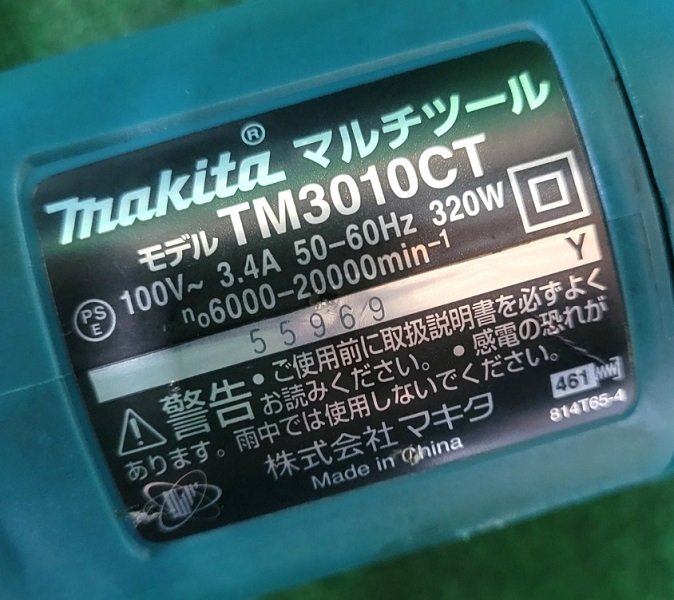 makita® マルチツール
モデル TM3010CT
PS E 100V～ 3.4A 50-60Hz 320W
n₀6000-20000min⁻¹
55969 Y
警告 • ご使用前に取扱説明書を必ずよく
お読みください。 • 感電の恐れが
あります。雨中では使用しないでください。
株式会社 マキタ
Made in China
461
814T65-4